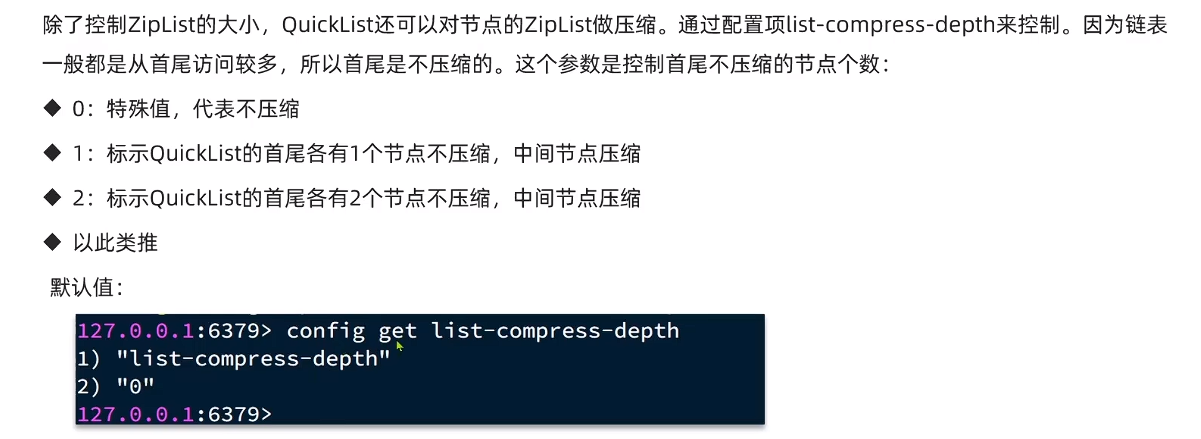 除了控制ZipList的大小，QuickList还可以对节点的ZipList做压缩。通过配置项list-compress-depth来控制。因为链表
一般都是从首尾访问较多，所以首尾是不压缩的。这个参数是控制首尾不压缩的节点个数：
◆ 0：特殊值，代表不压缩
◆ 1：标示QuickList的首尾各有1个节点不压缩，中间节点压缩
◆ 2：标示QuickList的首尾各有2个节点不压缩，中间节点压缩
◆ 以此类推
默认值：
127.0.0.1:6379> config get list-compress-depth
1) "list-compress-depth"
2) "0"
127.0.0.1:6379>